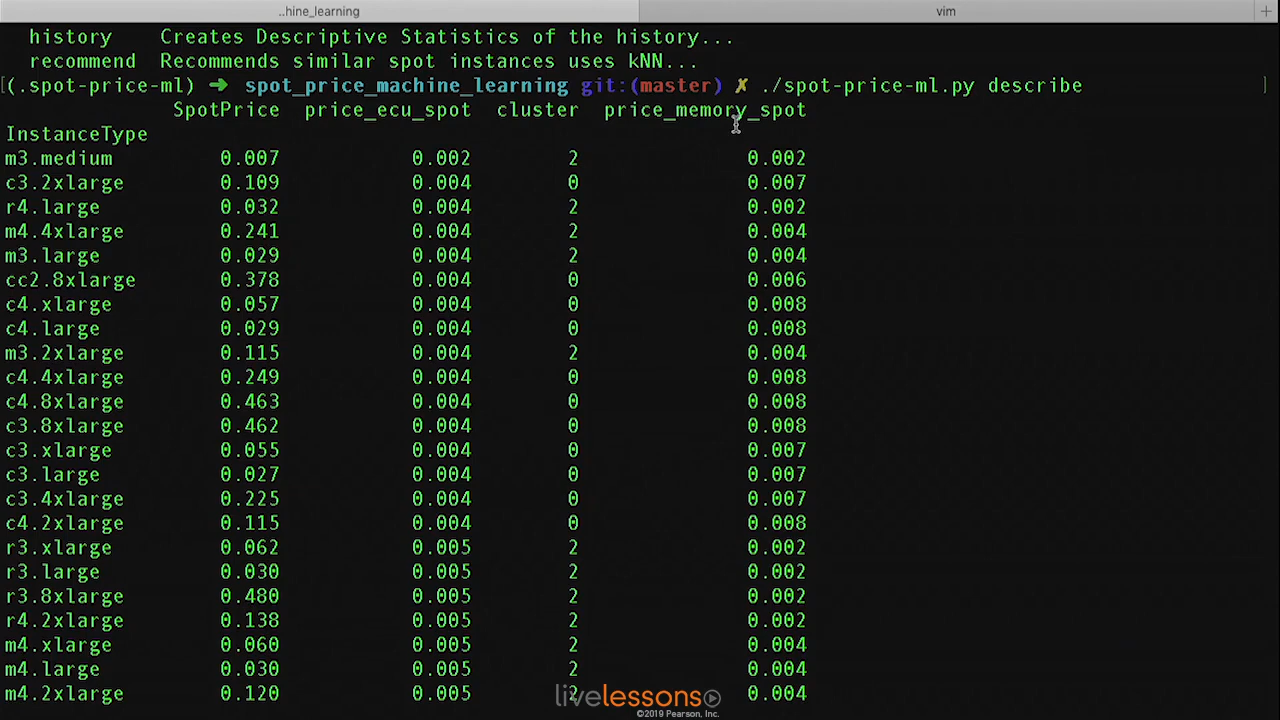 ..hine_learning vim +
history Creates Descriptive Statistics of the history...
recommend Recommends similar spot instances uses kNN...
[(.spot-price-ml) ➜ spot_price_machine_learning git:(master) ✗ ./spot-price-ml.py describe ]
SpotPrice price_ecu_spot cluster price_memory_spot
InstanceType
m3.medium 0.007 0.002 2 0.002
c3.2xlarge 0.109 0.004 0 0.007
r4.large 0.032 0.004 2 0.002
m4.4xlarge 0.241 0.004 2 0.004
m3.large 0.029 0.004 2 0.004
cc2.8xlarge 0.378 0.004 0 0.006
c4.xlarge 0.057 0.004 0 0.008
c4.large 0.029 0.004 0 0.008
m3.2xlarge 0.115 0.004 2 0.004
c4.4xlarge 0.249 0.004 0 0.008
c4.8xlarge 0.463 0.004 0 0.008
c3.8xlarge 0.462 0.004 0 0.008
c3.xlarge 0.055 0.004 0 0.007
c3.large 0.027 0.004 0 0.007
c3.4xlarge 0.225 0.004 0 0.007
c4.2xlarge 0.115 0.004 0 0.008
r3.xlarge 0.062 0.005 2 0.002
r3.large 0.030 0.005 2 0.002
r3.8xlarge 0.480 0.005 2 0.002
r4.2xlarge 0.138 0.005 2 0.002
m4.xlarge 0.060 0.005 2 0.004
m4.large 0.030 0.005 2 0.004
m4.2xlarge 0.120 0.005 2 0.004
livelessons
©2019 Pearson, Inc.